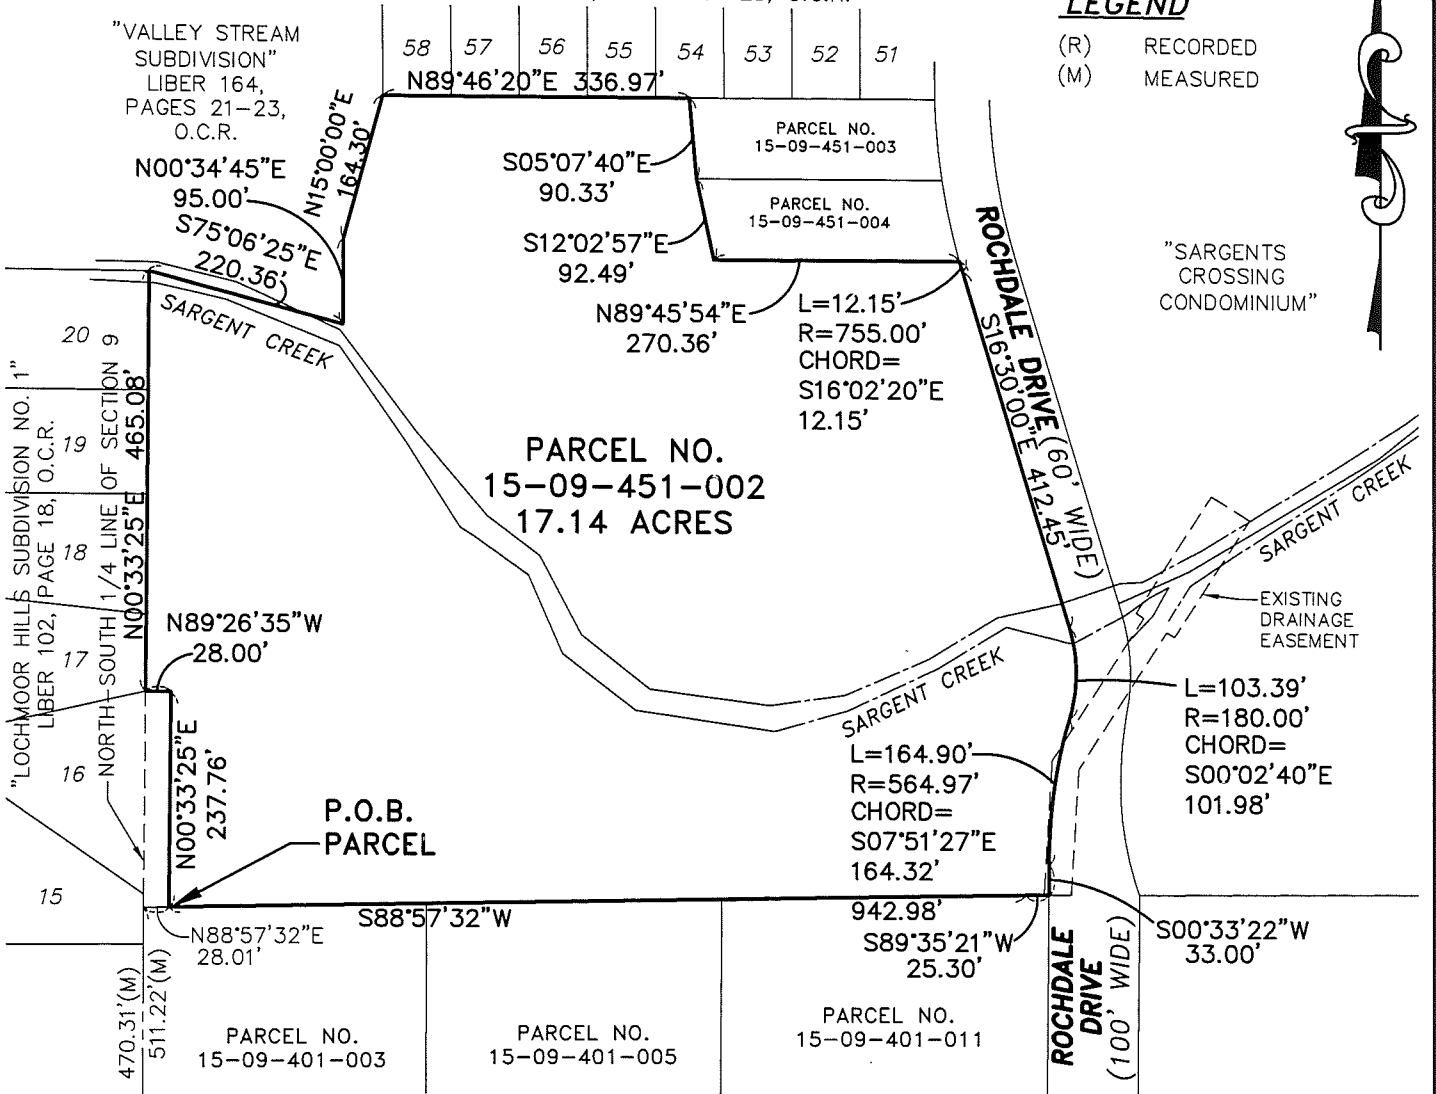 LEGEND
(R) RECORDED
(M) MEASURED
"VALLEY STREAM
SUBDIVISION"
LIBER 164,
PAGES 21-23,
O.C.R.
58 57 56 55 54 53 52 51
N89°46'20"E 336.97'
N15°00'00"E
164.30'
N00°34'45"E
95.00'
S75°06'25"E
220.36'
SARGENT CREEK
PARCEL NO.
15-09-451-003
PARCEL NO.
15-09-451-004
S05°07'40"E
90.33'
S12°02'57"E
92.49'
N89°45'54"E
270.36'
L=12.15'
R=755.00'
CHORD=
S16°02'20"E
12.15'
ROCHDALE DRIVE (60' WIDE)
S16°30'00"E 412.45'
"SARGENTS
CROSSING
CONDOMINIUM"
PARCEL NO.
15-09-451-002
17.14 ACRES
"LOCHMOOR HILLS SUBDIVISION NO. 1"
LIBER 102, PAGE 18, O.C.R.
20
19
18
17
16
15
NORTH-SOUTH 1/4 LINE OF SECTION 9
N00°33'25"E 465.08'
N89°26'35"W
28.00'
N00°33'25"E
237.76'
P.O.B.
PARCEL
SARGENT CREEK
SARGENT CREEK
EXISTING
DRAINAGE
EASEMENT
L=103.39'
R=180.00'
CHORD=
S00°02'40"E
101.98'
L=164.90'
R=564.97'
CHORD=
S07°51'27"E
164.32'
S88°57'32"W
942.98'
N88°57'32"E
28.01'
S89°35'21"W
25.30'
S00°33'22"W
33.00'
470.31'(M)
511.22'(M)
PARCEL NO.
15-09-401-003
PARCEL NO.
15-09-401-005
PARCEL NO.
15-09-401-011
ROCHDALE
DRIVE
(100' WIDE)